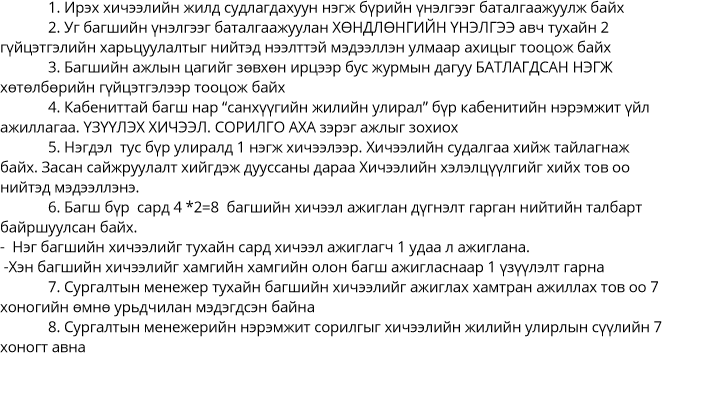 1. Ирэх хичээлийн жилд судлагдахуун нэгж бүрийн үнэлгээг баталгаажуулж байх
2. Уг багшийн үнэлгээг баталгаажуулан ХӨНДЛӨНГИЙН ҮНЭЛГЭЭ авч тухайн 2
гүйцэтгэлийн харьцуулалтыг нийтэд нээлттэй мэдээллэн улмаар ахицыг тооцож байх
3. Багшийн ажлын цагийг зөвхөн ирцээр бус журмын дагуу БАТЛАГДСАН НЭГЖ
хөтөлбөрийн гүйцэтгэлээр тооцож байх
4. Кабениттай багш нар “санхүүгийн жилийн улирал” бүр кабенитийн нэрэмжит үйл
ажиллагаа. ҮЗҮҮЛЭХ ХИЧЭЭЛ. СОРИЛГО АХА зэрэг ажлыг зохиох
5. Нэгдэл  тус бүр улиралд 1 нэгж хичээлээр. Хичээлийн судалгаа хийж тайлагнаж
байх. Засан сайжруулалт хийгдэж дууссаны дараа Хичээлийн хэлэлцүүлгийг хийх тов оо
нийтэд мэдээллэнэ.
6. Багш бүр  сард 4 *2=8  багшийн хичээл ажиглан дүгнэлт гарган нийтийн талбарт
байршуулсан байх.
-  Нэг багшийн хичээлийг тухайн сард хичээл ажиглагч 1 удаа л ажиглана.
-Хэн багшийн хичээлийг хамгийн хамгийн олон багш ажигласнаар 1 үзүүлэлт гарна
7. Сургалтын менежер тухайн багшийн хичээлийг ажиглах хамтран ажиллах тов оо 7
хоногийн өмнө урьдчилан мэдэгдсэн байна
8. Сургалтын менежерийн нэрэмжит сорилгыг хичээлийн жилийн улирлын сүүлийн 7
хоногт авна